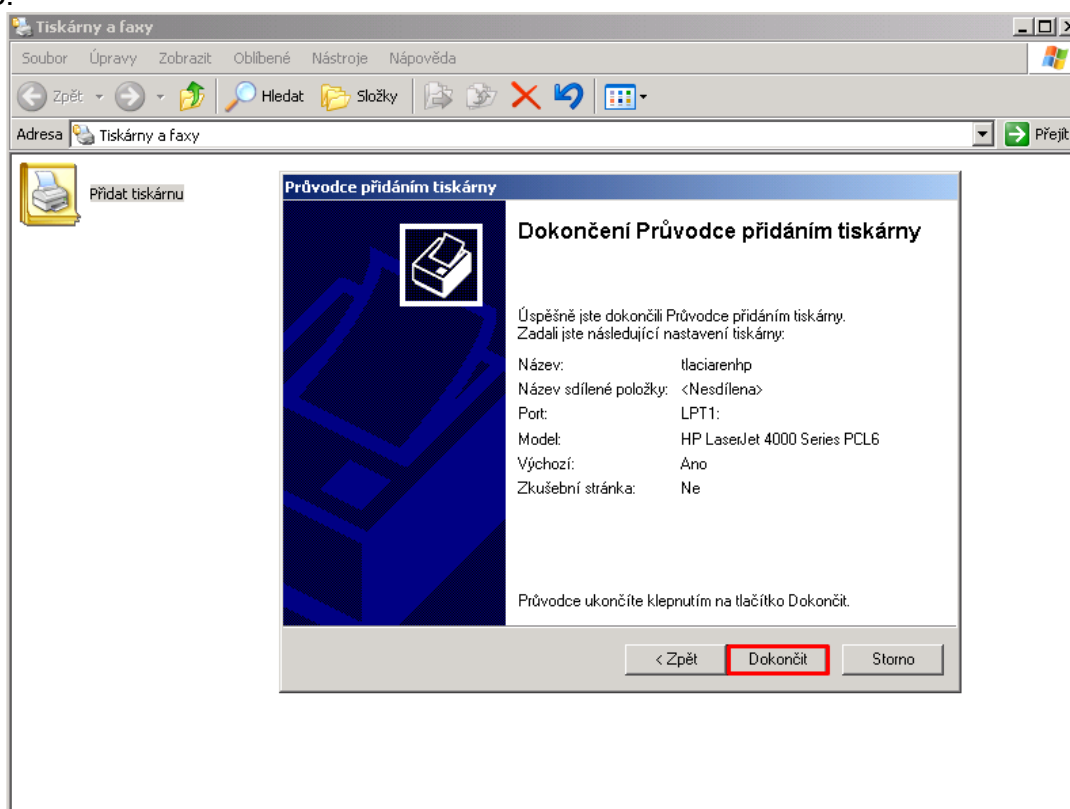 Tiskárny a faxy
Soubor Úpravy Zobrazit Oblíbené Nástroje Nápověda
Zpět Hledat Složky
Adresa Tiskárny a faxy Přejít
Přidat tiskárnu
Průvodce přidáním tiskárny
Dokončení Průvodce přidáním tiskárny
Úspěšně jste dokončili Průvodce přidáním tiskárny.
Zadali jste následující nastavení tiskárny:
Název: tlaciarenhp
Název sdílené položky: <Nesdílena>
Port: LPT1:
Model: HP LaserJet 4000 Series PCL6
Výchozí: Ano
Zkušební stránka: Ne
Průvodce ukončíte klepnutím na tlačítko Dokončit.
< Zpět Dokončit Storno